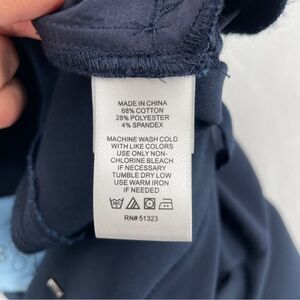 MADE IN CHINA
68% COTTON
28% POLYESTER
4% SPANDEX
MACHINE WASH COLD
WITH LIKE COLORS
USE ONLY NON-
CHLORINE BLEACH
IF NECESSARY
TUMBLE DRY LOW
USE WARM IRON
IF NEEDED
RN# 51323